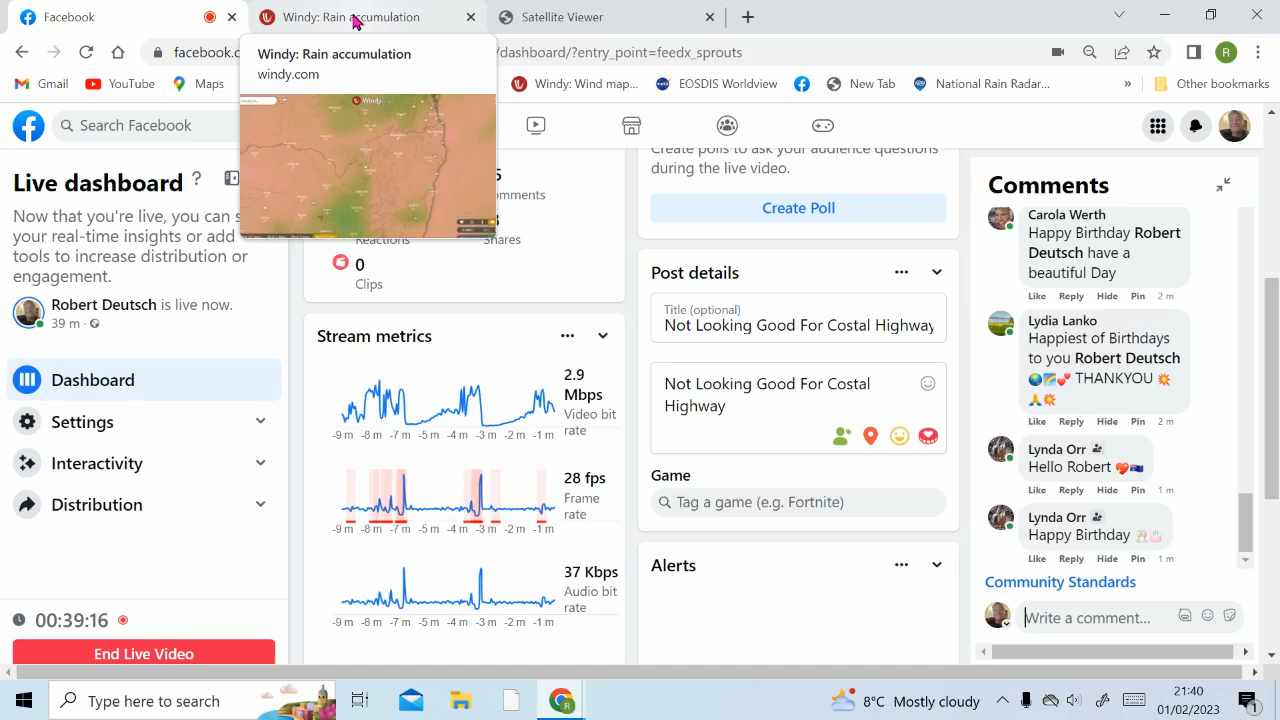 Facebook
Windy: Rain accumulation
Satellite Viewer
facebook.c
/dashboard/?entry_point=feedx_sprouts
R
Gmail
YouTube
Maps
Windy: Wind map...
EOSDIS Worldview
New Tab
National Rain Radar...
»
Other bookmarks
Windy: Rain accumulation
windy.com
Search Facebook
Live dashboard
Now that you're live, you can s
your real-time insights or add
tools to increase distribution or
engagement.
Robert Deutsch is live now.
39 m
Dashboard
Settings
Interactivity
Distribution
00:39:16
End Live Video
5
omments
Reactions
Shares
0
Clips
Stream metrics
2.9
Mbps
Video bit
rate
-9 m -8 m -7 m -5 m -4 m -3 m -2 m -1 m
28 fps
Frame
rate
-9 m -8 m -7 m -5 m -4 m -3 m -2 m -1 m
37 Kbps
Audio bit
rate
-9 m -8 m -7 m -5 m -4 m -3 m -2 m -1 m
Create polls to ask your audience questions
during the live video.
Create Poll
Post details
Title (optional)
Not Looking Good For Costal Highway
Not Looking Good For Costal
Highway
Game
Tag a game (e.g. Fortnite)
Alerts
Comments
Carola Werth
Happy Birthday Robert
Deutsch have a
beautiful Day
Like Reply Hide Pin 2 m
Lydia Lanko
Happiest of Birthdays
to you Robert Deutsch
🌏🌈💕 THANKYOU 💥
🙏💥
Like Reply Hide Pin 2 m
Lynda Orr
Hello Robert
Like Reply Hide Pin 1 m
Lynda Orr
Happy Birthday
Like Reply Hide Pin 1 m
Community Standards
Write a comment...
Type here to search
8°C Mostly cloudy
21:40
01/02/2023
1